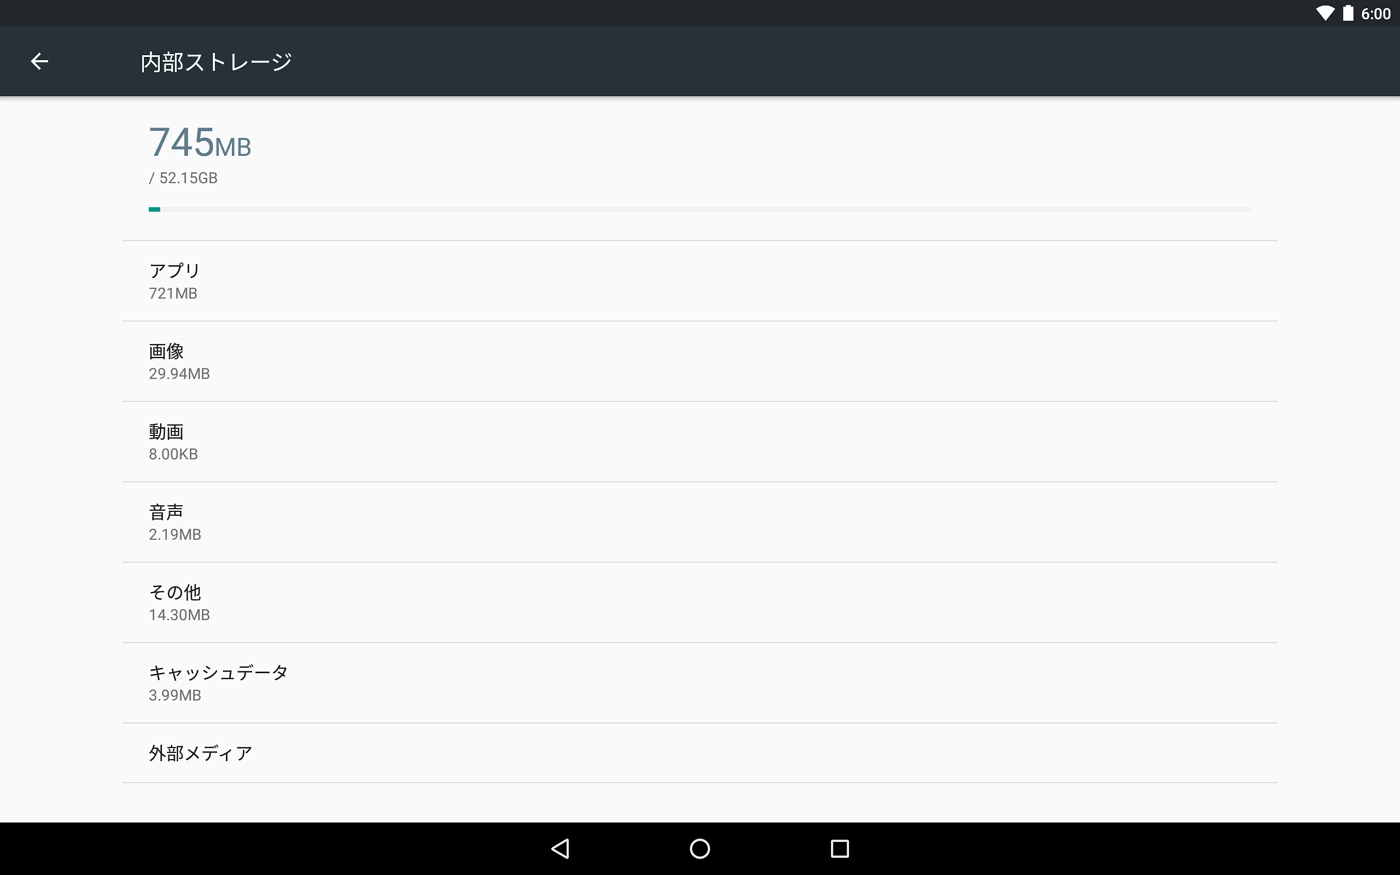 6:00
内部ストレージ
745MB
/ 52.15GB
アプリ
721MB
画像
29.94MB
動画
8.00KB
音声
2.19MB
その他
14.30MB
キャッシュデータ
3.99MB
外部メディア